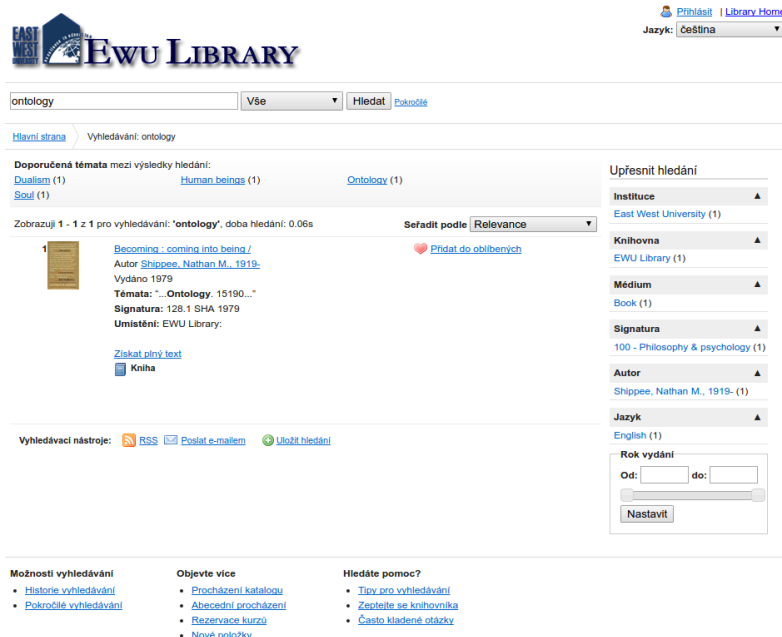 Přihlásit | Library Home
Jazyk: čeština
EAST
WEST
UNIVERSITY
EWU LIBRARY
ontology Vše Hledat Pokročilé
Hlavní strana Vyhledávání: ontology
Doporučená témata mezi výsledky hledání:
Dualism (1) Human beings (1) Ontology (1)
Soul (1)
Zobrazuji 1 - 1 z 1 pro vyhledávání: 'ontology', doba hledání: 0.06s
Seřadit podle Relevance
1
Becoming : coming into being /
Autor Shippee, Nathan M., 1919-
Vydáno 1979
Témata: “...Ontology. 15190...”
Signatura: 128.1 SHA 1979
Umístění: EWU Library:
Získat plný text
Kniha
Přidat do oblíbených
Vyhledávací nástroje: RSS Poslat e-mailem Uložit hledání
Upřesnit hledání
Instituce
East West University (1)
Knihovna
EWU Library (1)
Médium
Book (1)
Signatura
100 - Philosophy & psychology (1)
Autor
Shippee, Nathan M., 1919- (1)
Jazyk
English (1)
Rok vydání
Od: do:
Nastavit
Možnosti vyhledávání
Historie vyhledávání
Pokročilé vyhledávání
Objevte více
Procházení katalogu
Abecední procházení
Rezervace kurzů
Nové položky
Hledáte pomoc?
Tipy pro vyhledávání
Zeptejte se knihovníka
Často kladené otázky